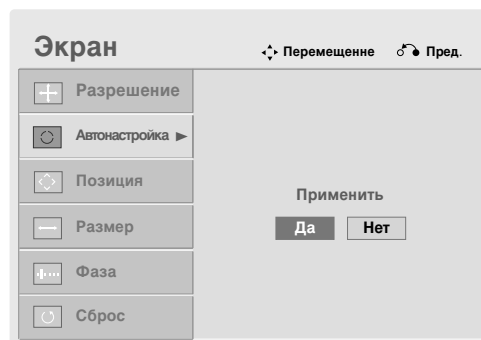 Экран
Перемещенне Пред.
Разрешение
Автонастройка ►
Позиция
Размер
Фаза
Сброс
Применить
Да Нет